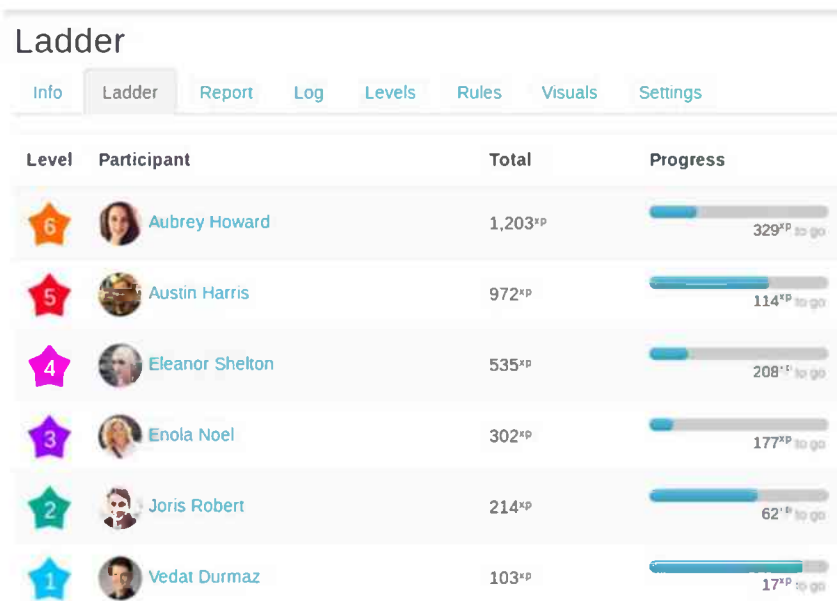 Ladder
Info Ladder Report Log Levels Rules Visuals Settings
Level Participant Total Progress
6 Aubrey Howard 1,203xp 329xp to go
5 Austin Harris 972xp 114xp to go
4 Eleanor Shelton 535xp 208 to go
3 Enola Noel 302xp 177xp to go
2 Joris Robert 214xp 62 to go
1 Vedat Durmaz 103xp 17xp to go